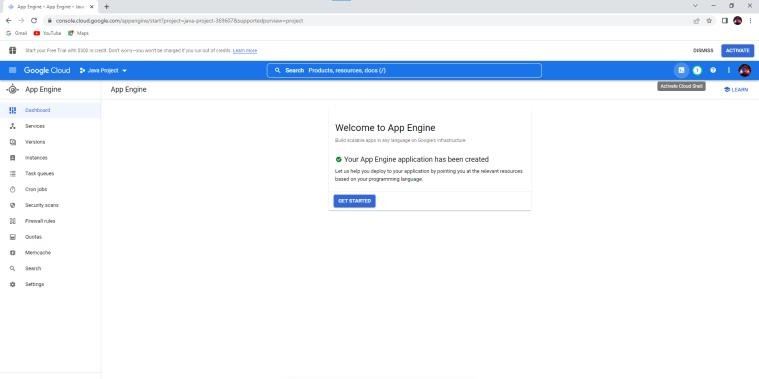 App Engine – App Engine – Java
console.cloud.google.com/appengine/start?project=java-project-369607&supportedpurview=project
Gmail YouTube Maps
Start your Free Trial with $300 in credit. Don't worry—you won't be charged if you run out of credits. Learn more
DISMISS ACTIVATE
Google Cloud Java Project Search Products, resources, docs (/) 1
Activate Cloud Shell
App Engine App Engine LEARN
Dashboard
Services
Versions
Instances
Task queues
Cron jobs
Security scans
Firewall rules
Quotas
Memcache
Search
Settings
Welcome to App Engine
Build scalable apps in any language on Google's infrastructure
Your App Engine application has been created
Let us help you deploy to your application by pointing you at the relevant resources
based on your programming language.
GET STARTED